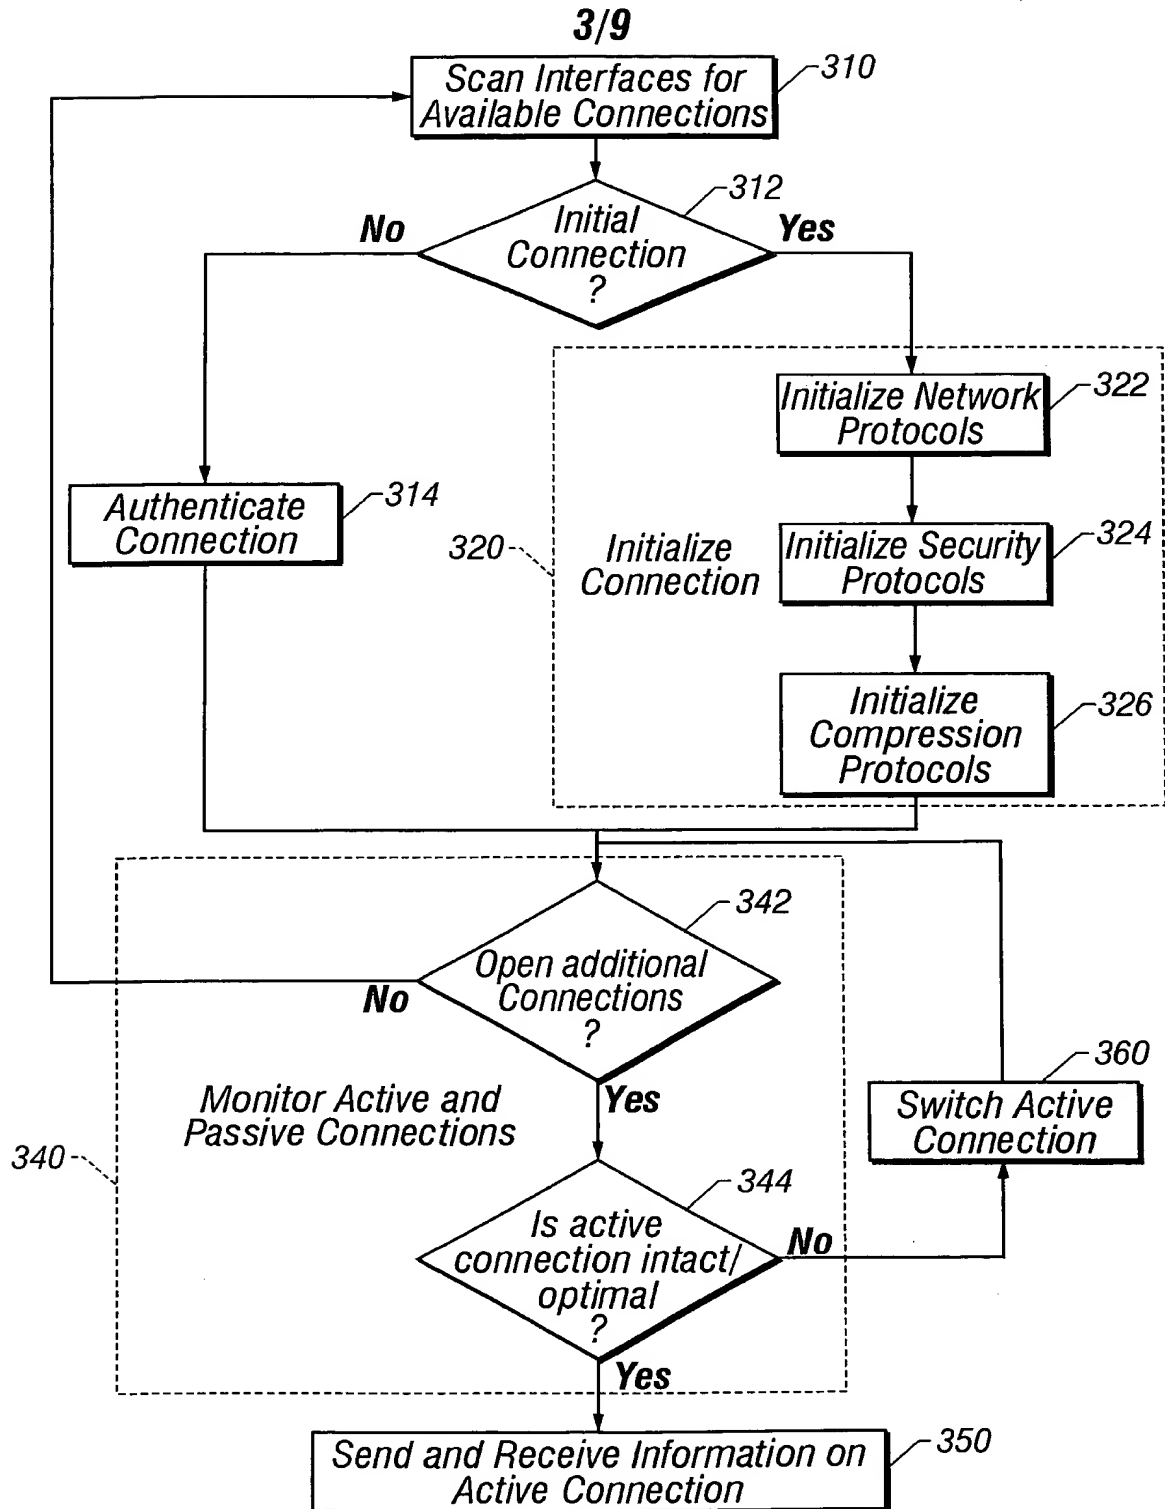 3/9
Scan Interfaces for
Available Connections
310
312
Initial
Connection
?
No
Yes
Initialize Network
Protocols
322
Authenticate
Connection
314
320
Initialize
Connection
Initialize Security
Protocols
324
Initialize
Compression
Protocols
326
342
Open additional
Connections
?
No
Yes
Monitor Active and
Passive Connections
340
360
Switch Active
Connection
344
Is active
connection intact/
optimal
?
No
Yes
Send and Receive Information on
Active Connection
350